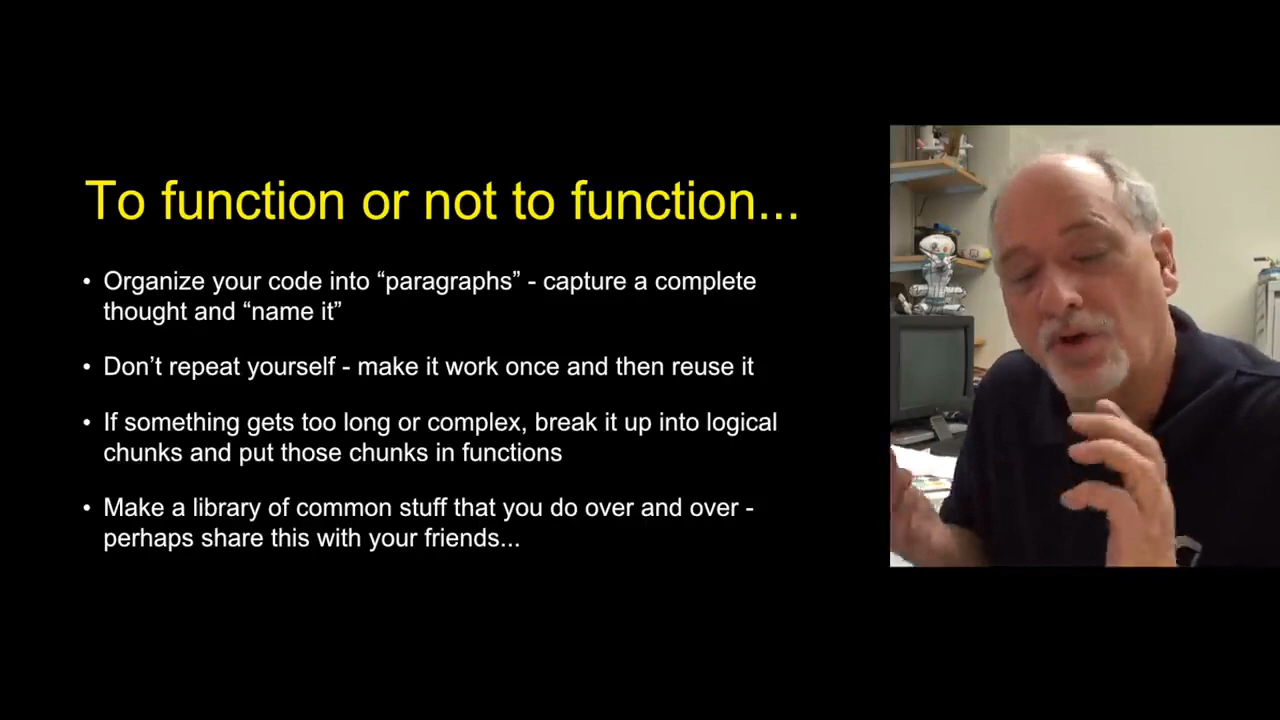 To function or not to function...
• Organize your code into “paragraphs” - capture a complete
thought and “name it”
• Don’t repeat yourself - make it work once and then reuse it
• If something gets too long or complex, break it up into logical
chunks and put those chunks in functions
• Make a library of common stuff that you do over and over -
perhaps share this with your friends...